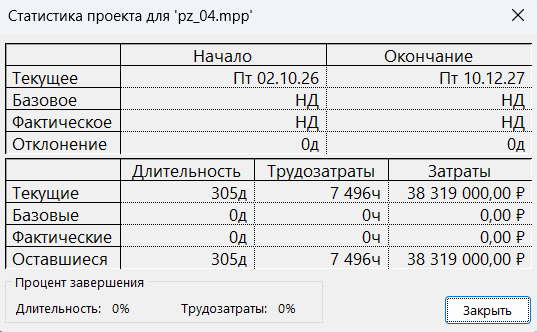 Статистика проекта для 'pz_04.mpp'
Начало Окончание
Текущее Пт 02.10.26 Пт 10.12.27
Базовое НД НД
Фактическое НД НД
Отклонение 0д 0д
Длительность Трудозатраты Затраты
Текущие 305д 7 496ч 38 319 000,00 ₽
Базовые 0д 0ч 0,00 ₽
Фактические 0д 0ч 0,00 ₽
Оставшиеся 305д 7 496ч 38 319 000,00 ₽
Процент завершения
Длительность: 0% Трудозатраты: 0%
Закрыть